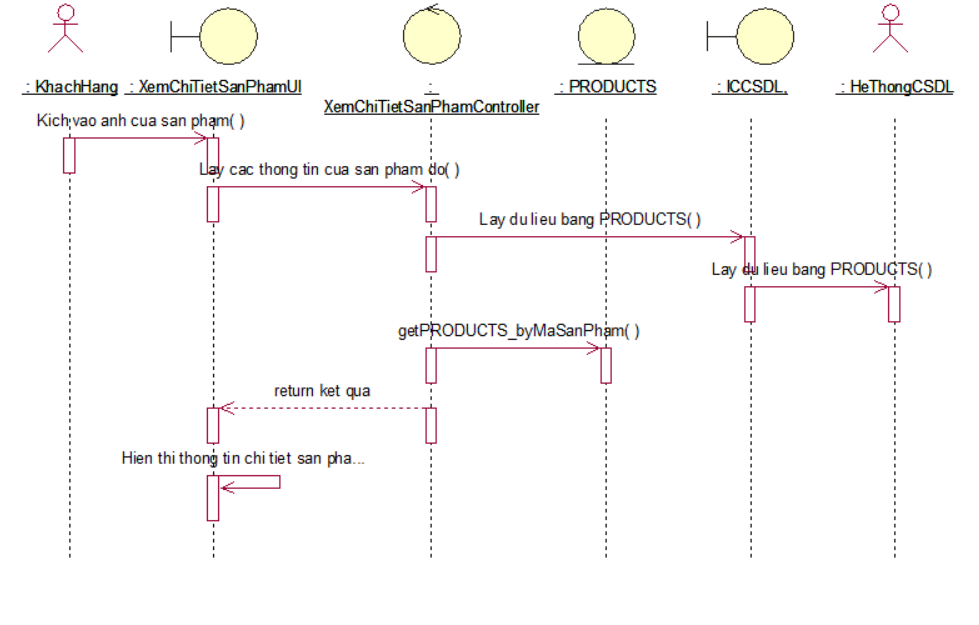 : KhachHang
: XemChiTietSanPhamUI
:
XemChiTietSanPhamController
: PRODUCTS
: ICCSDL.
: HeThongCSDL
Kich vao anh cua san pham( )
Lay cac thong tin cua san pham do( )
Lay du lieu bang PRODUCTS( )
Lay du lieu bang PRODUCTS( )
getPRODUCTS_byMaSanPham( )
return ket qua
Hien thi thong tin chi tiet san pha...